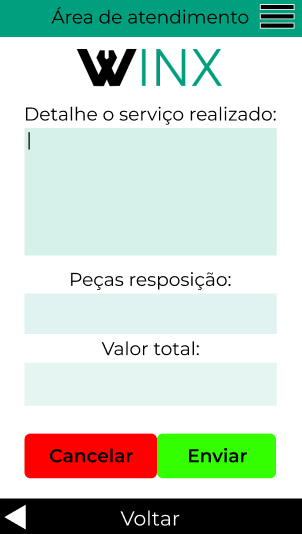 Área de atendimento
WINX
Detalhe o serviço realizado:
Peças resposição:
Valor total:
Cancelar Enviar
Voltar